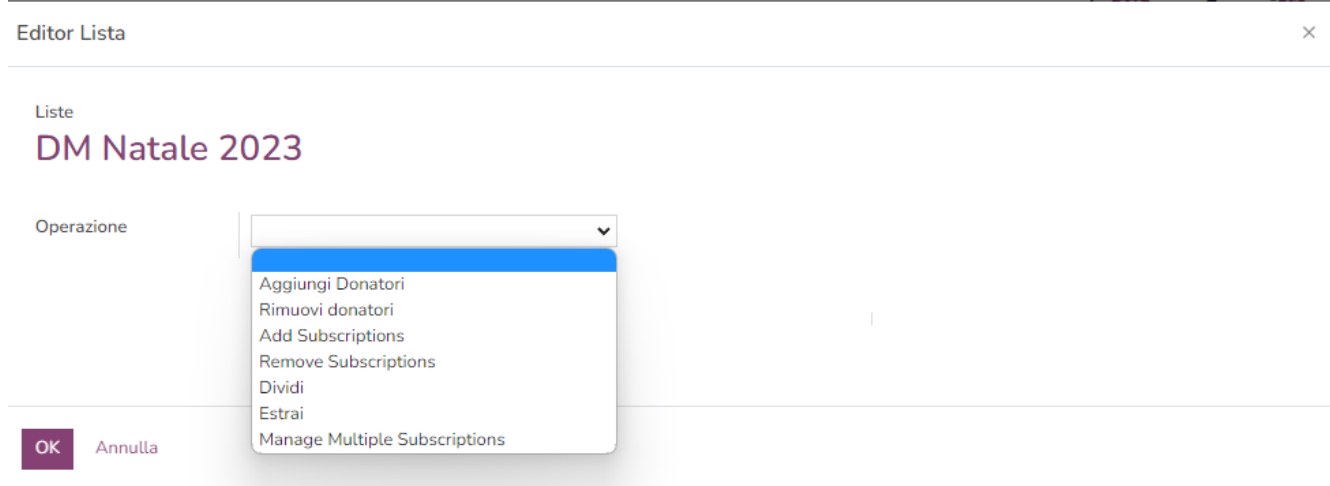 Editor Lista
×
Liste
DM Natale 2023
Operazione
Aggiungi Donatori
Rimuovi donatori
Add Subscriptions
Remove Subscriptions
Dividi
Estrai
Manage Multiple Subscriptions
OK Annulla